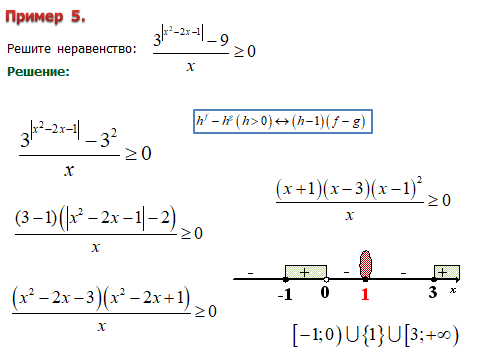 Пример 5.
Решите неравенство: (3^|x²−2x−1| − 9)/x ≥ 0
Решение:
h^f − h^g (h>0) ↔ (h−1)(f−g)
(3^|x²−2x−1| − 3²)/x ≥ 0
(3−1)(|x²−2x−1|−2)/x ≥ 0
(x²−2x−3)(x²−2x+1)/x ≥ 0
(x+1)(x−3)(x−1)²/x ≥ 0
- + - - +
-1 0 1 3 x
[−1;0)∪{1}∪[3;+∞)